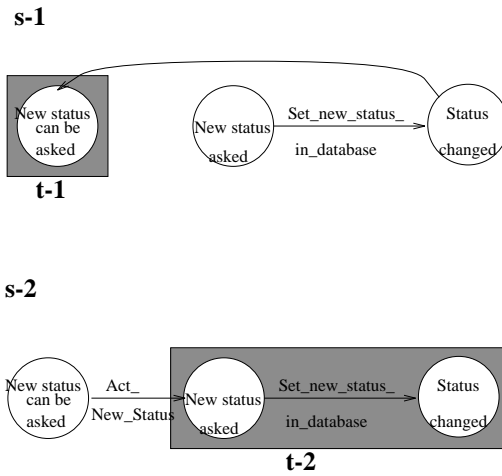 s-1
New status
can be
asked
t-1
New status
asked
Set_new_status_
in_database
Status
changed
s-2
New status
can be
asked
Act_
New_Status
New status
asked
Set_new_status_
in_database
Status
changed
t-2